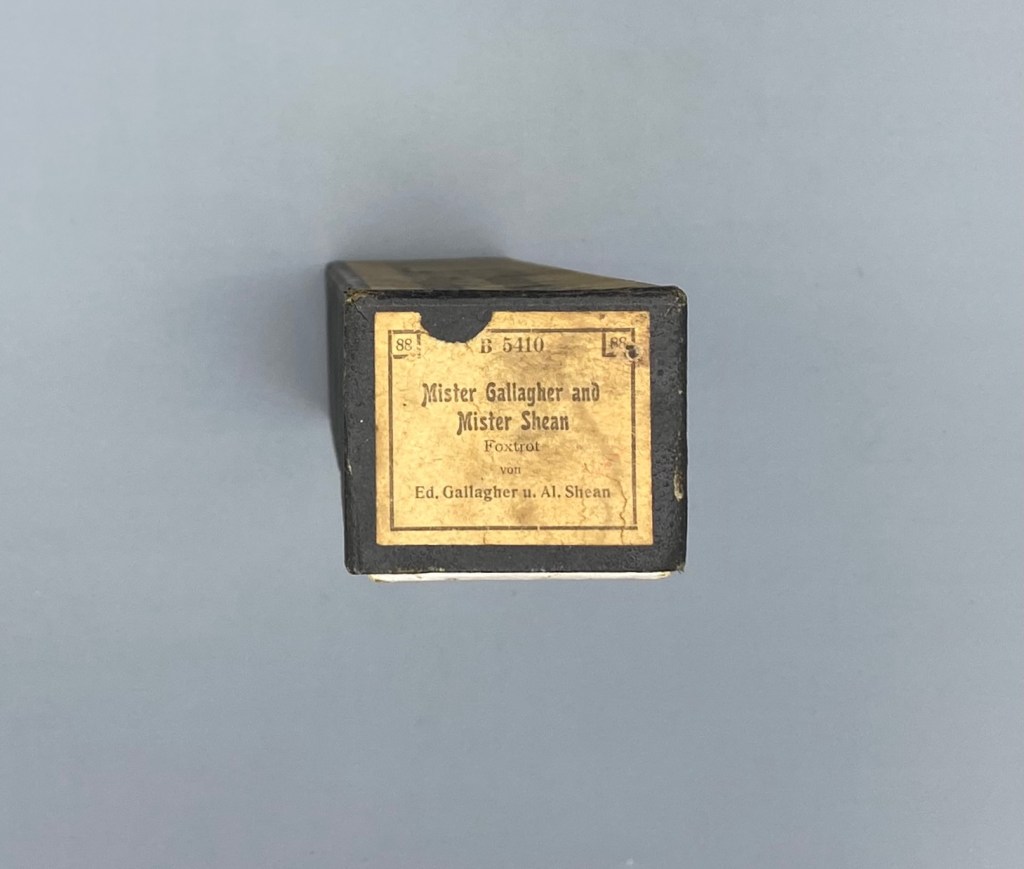 88 B 5410 88
Mister Gallagher and
Mister Shean
Foxtrot
von
Ed. Gallagher u. Al. Shean